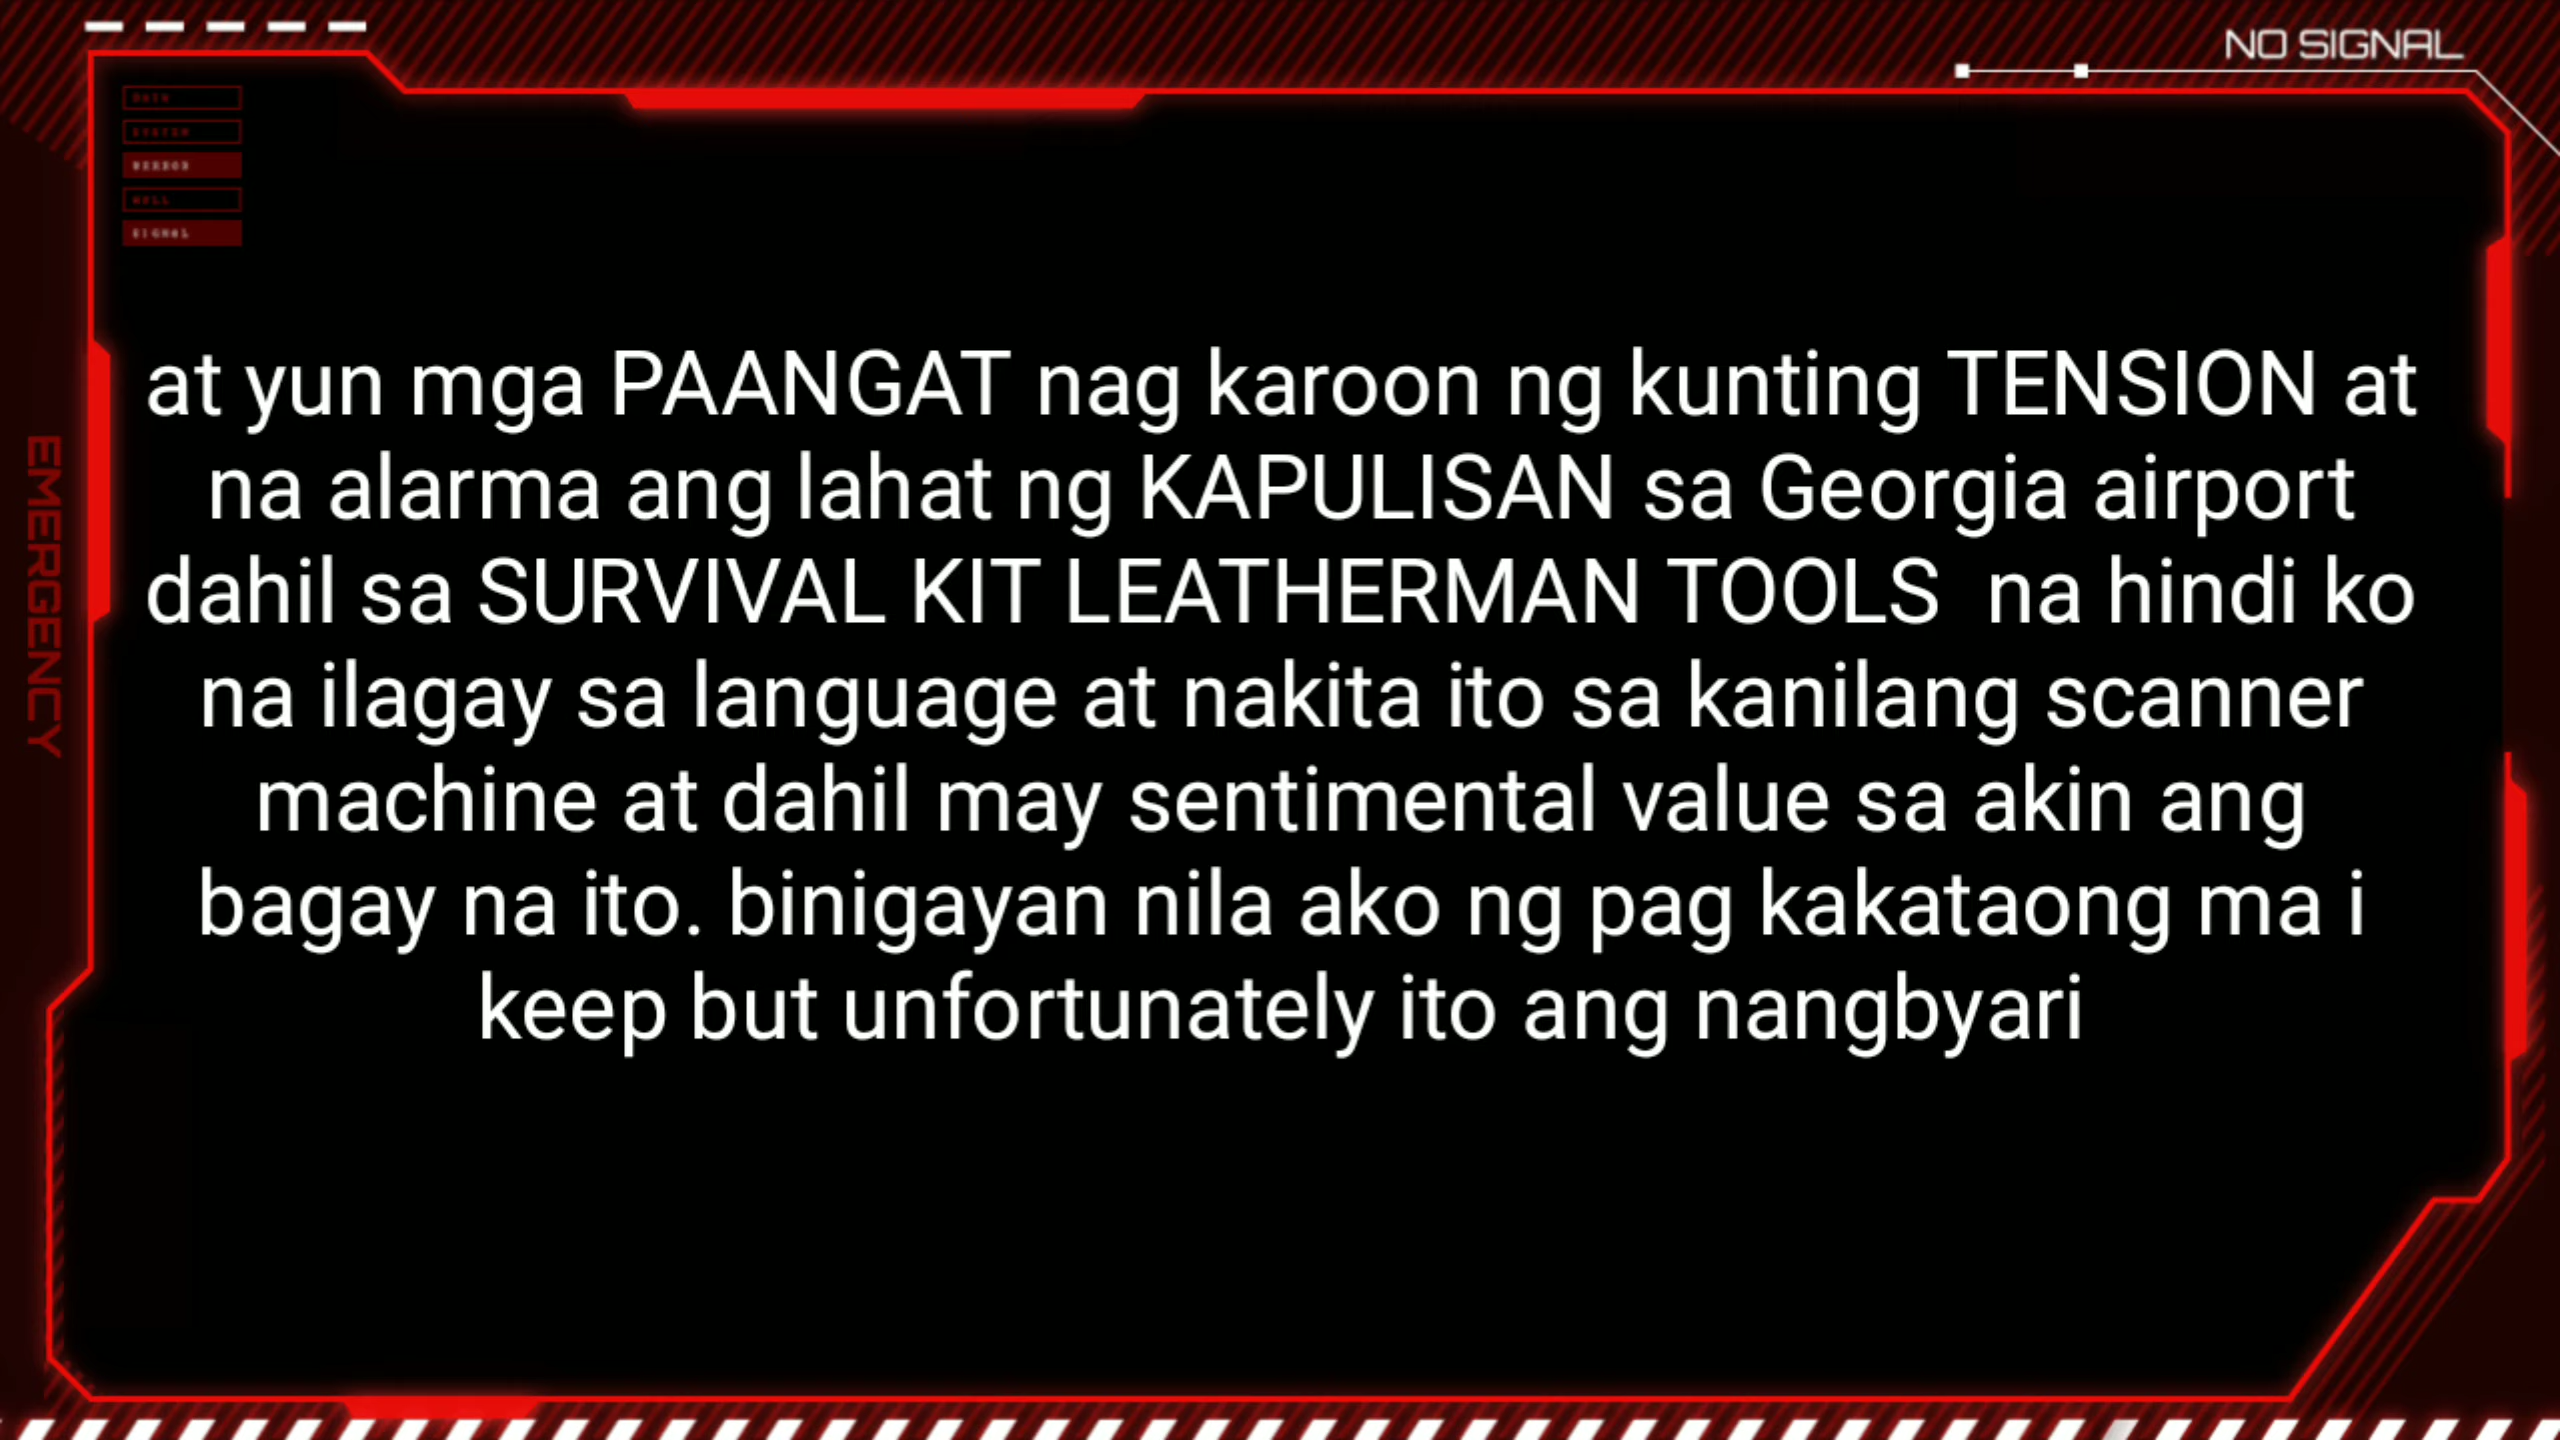 NO SIGNAL
SYSTEM
SIGNAL
EMERGENCY
at yun mga PAANGAT nag karoon ng kunting TENSION at
na alarma ang lahat ng KAPULISAN sa Georgia airport
dahil sa SURVIVAL KIT LEATHERMAN TOOLS  na hindi ko
na ilagay sa language at nakita ito sa kanilang scanner
machine at dahil may sentimental value sa akin ang
bagay na ito. binigayan nila ako ng pag kakataong ma i
keep but unfortunately ito ang nangbyari